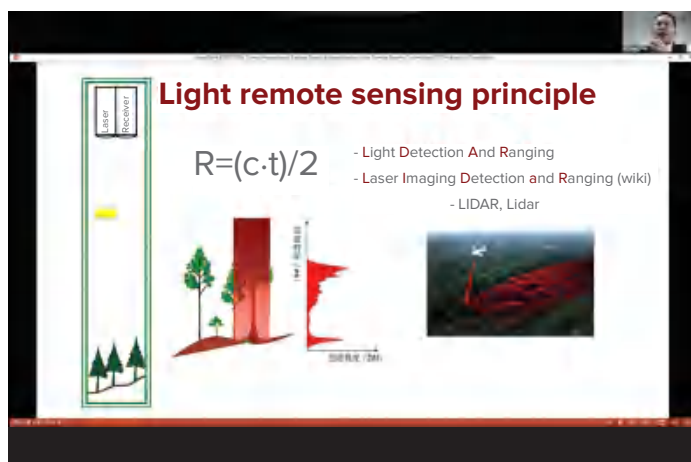 Light remote sensing principle
Laser
Receiver
R=(c·t)/2
- Light Detection And Ranging
- Laser Imaging Detection and Ranging (wiki)
- LIDAR, Lidar